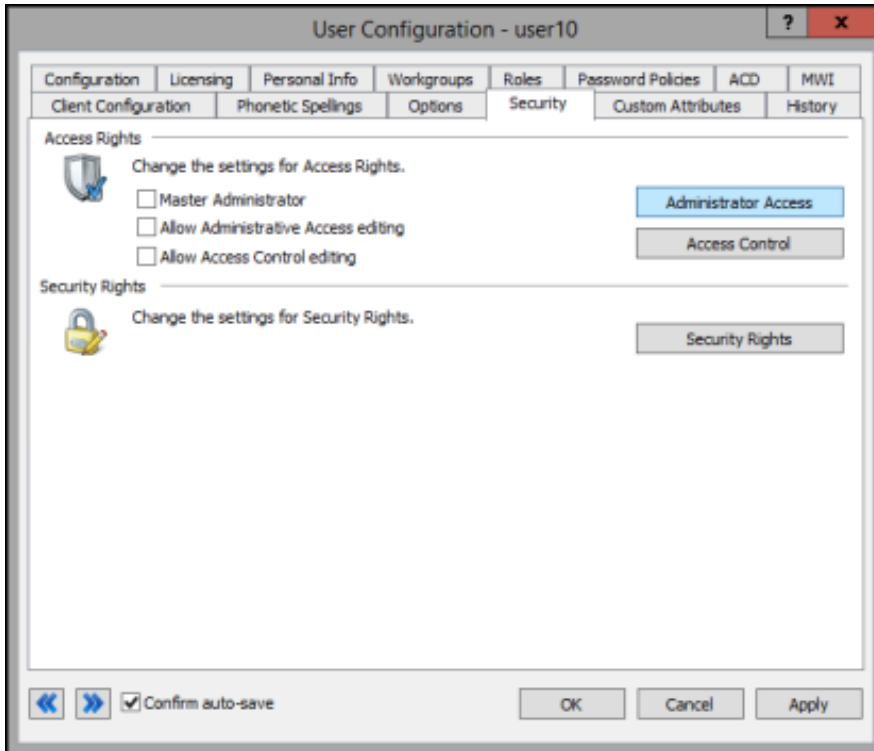 User Configuration - user10
? x
Configuration Licensing Personal Info Workgroups Roles Password Policies ACD MWI
Client Configuration Phonetic Spellings Options Security Custom Attributes History
Access Rights
Change the settings for Access Rights.
Master Administrator
Administrator Access
Allow Administrative Access editing
Access Control
Allow Access Control editing
Security Rights
Change the settings for Security Rights.
Security Rights
Confirm auto-save OK Cancel Apply